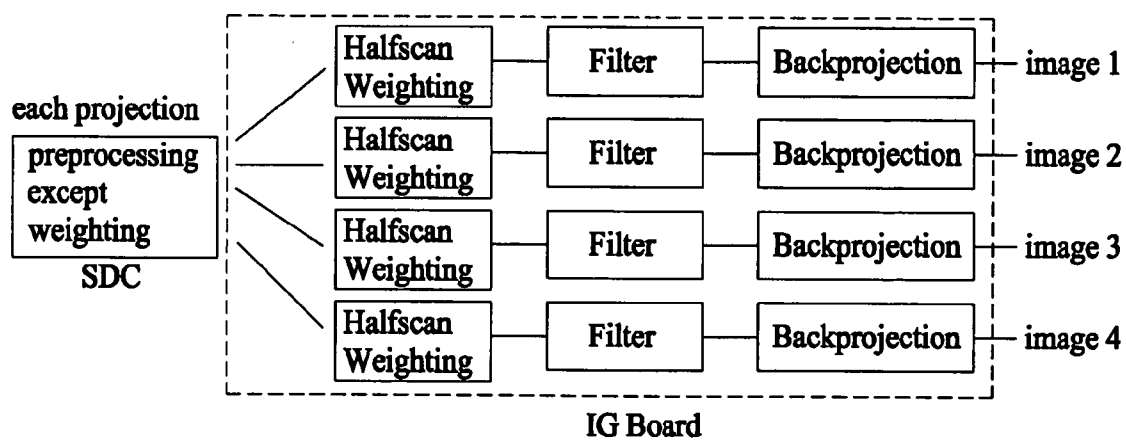 each projection
preprocessing
except
weighting
SDC
Halfscan
Weighting
Filter
Backprojection
image 1
Halfscan
Weighting
Filter
Backprojection
image 2
Halfscan
Weighting
Filter
Backprojection
image 3
Halfscan
Weighting
Filter
Backprojection
image 4
IG Board